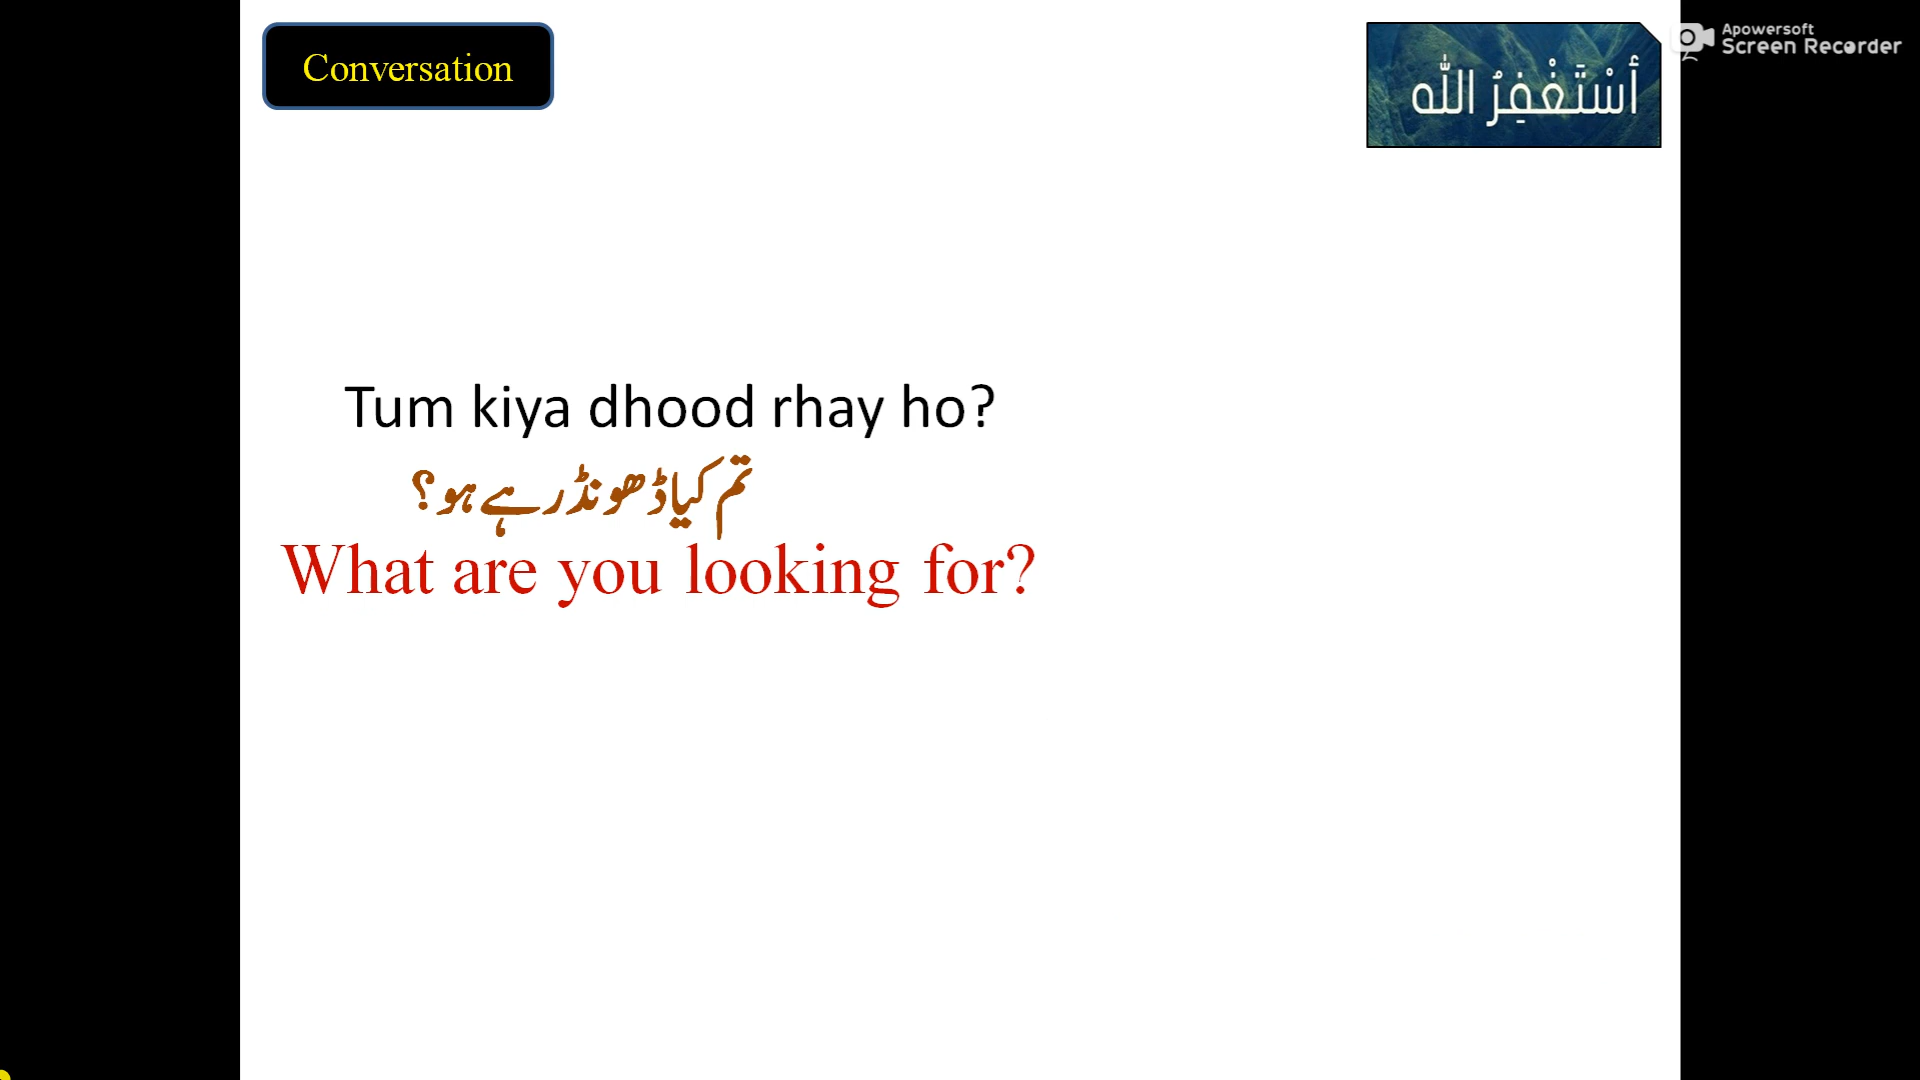 Conversation
أَسْتَغْفِرُ اللّٰه
Apowersoft
Screen Recorder
Tum kiya dhood rhay ho?
تم کیا ڈھونڈ رہے ہو؟
What are you looking for?